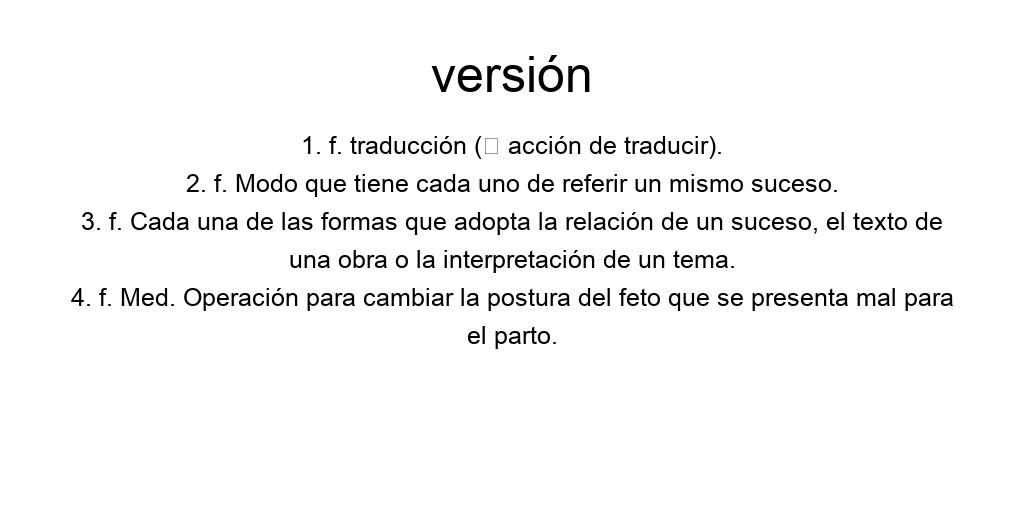 versión
1. f. traducción (□ acción de traducir).
2. f. Modo que tiene cada uno de referir un mismo suceso.
3. f. Cada una de las formas que adopta la relación de un suceso, el texto de
una obra o la interpretación de un tema.
4. f. Med. Operación para cambiar la postura del feto que se presenta mal para
el parto.